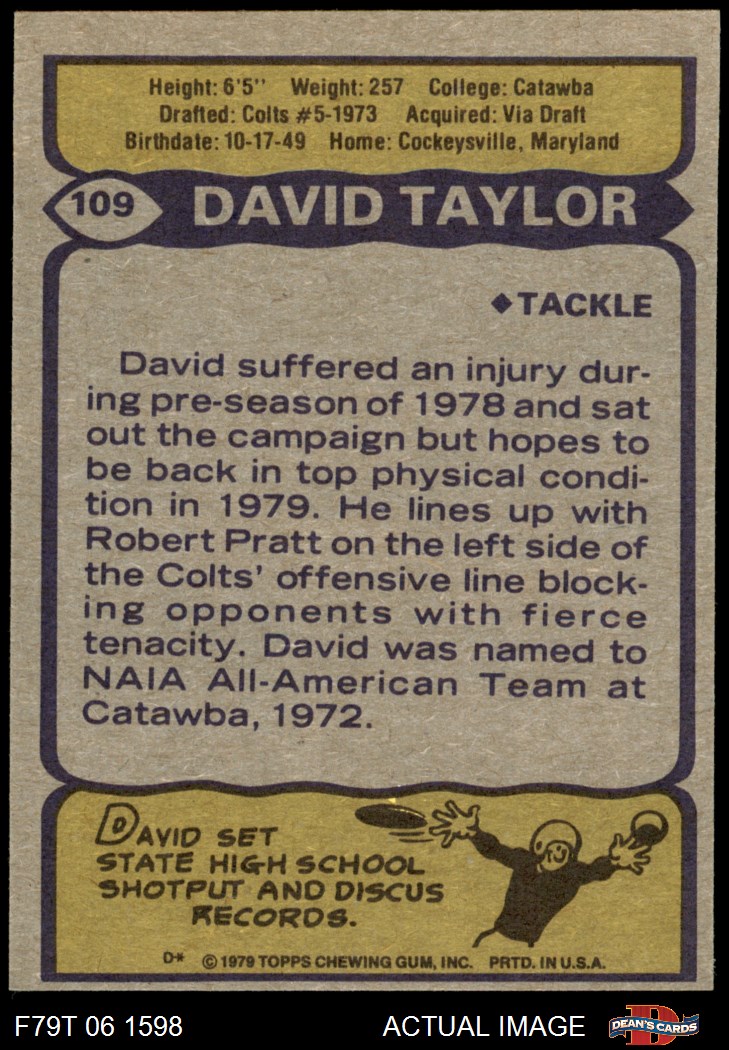 Height: 6'5'' Weight: 257 College: Catawba
Drafted: Colts #5-1973 Acquired: Via Draft
Birthdate: 10-17-49 Home: Cockeysville, Maryland
109 DAVID TAYLOR
◆TACKLE
David suffered an injury dur-
ing pre-season of 1978 and sat
out the campaign but hopes to
be back in top physical condi-
tion in 1979. He lines up with
Robert Pratt on the left side of
the Colts' offensive line block-
ing opponents with fierce
tenacity. David was named to
NAIA All-American Team at
Catawba, 1972.
DAVID SET
STATE HIGH SCHOOL
SHOTPUT AND DISCUS
RECORDS.
D* © 1979 TOPPS CHEWING GUM, INC. PRTD. IN U.S.A.
F79T 06 1598 ACTUAL IMAGE D DEAN'S CARDS